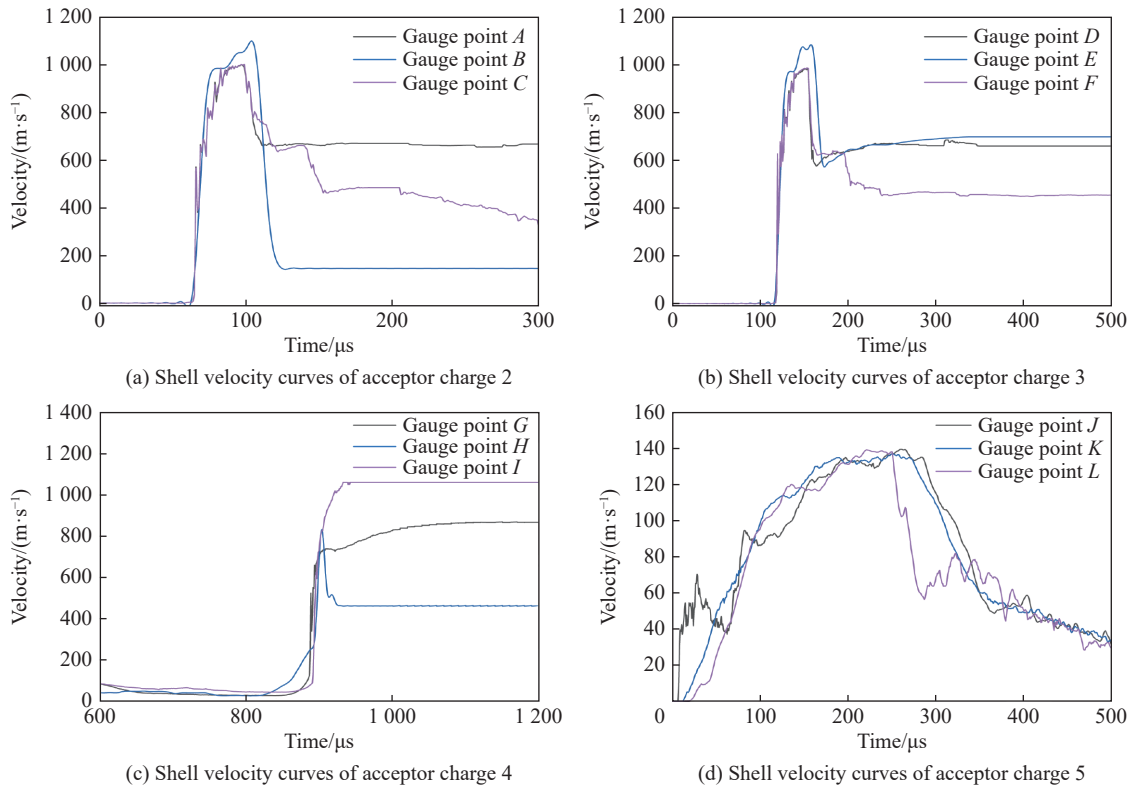 1 200
1 000
800
600
400
200
0
Velocity/(m·s⁻¹)
Gauge point A
Gauge point B
Gauge point C
0 100 200 300
Time/μs
(a) Shell velocity curves of acceptor charge 2
1 200
1 000
800
600
400
200
0
Velocity/(m·s⁻¹)
Gauge point D
Gauge point E
Gauge point F
0 100 200 300 400 500
Time/μs
(b) Shell velocity curves of acceptor charge 3
1 400
1 200
1 000
800
600
400
200
0
Velocity/(m·s⁻¹)
Gauge point G
Gauge point H
Gauge point I
600 800 1 000 1 200
Time/μs
(c) Shell velocity curves of acceptor charge 4
160
140
120
100
80
60
40
20
Velocity/(m·s⁻¹)
Gauge point J
Gauge point K
Gauge point L
0 100 200 300 400 500
Time/μs
(d) Shell velocity curves of acceptor charge 5